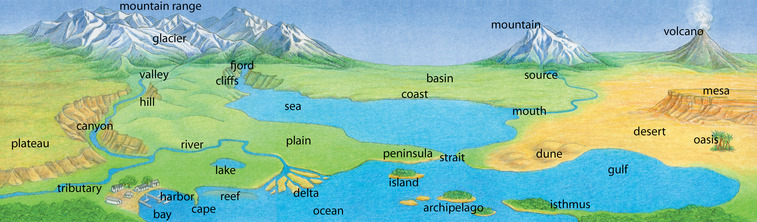 mountain range
mountain
volcano
glacier
fjord
valley
cliffs
basin
source
hill
sea
coast
mouth
mesa
canyon
plateau
river
plain
desert
oasis
peninsula
strait
dune
lake
gulf
tributary
harbor
reef
delta
island
bay
cape
ocean
archipelago
isthmus